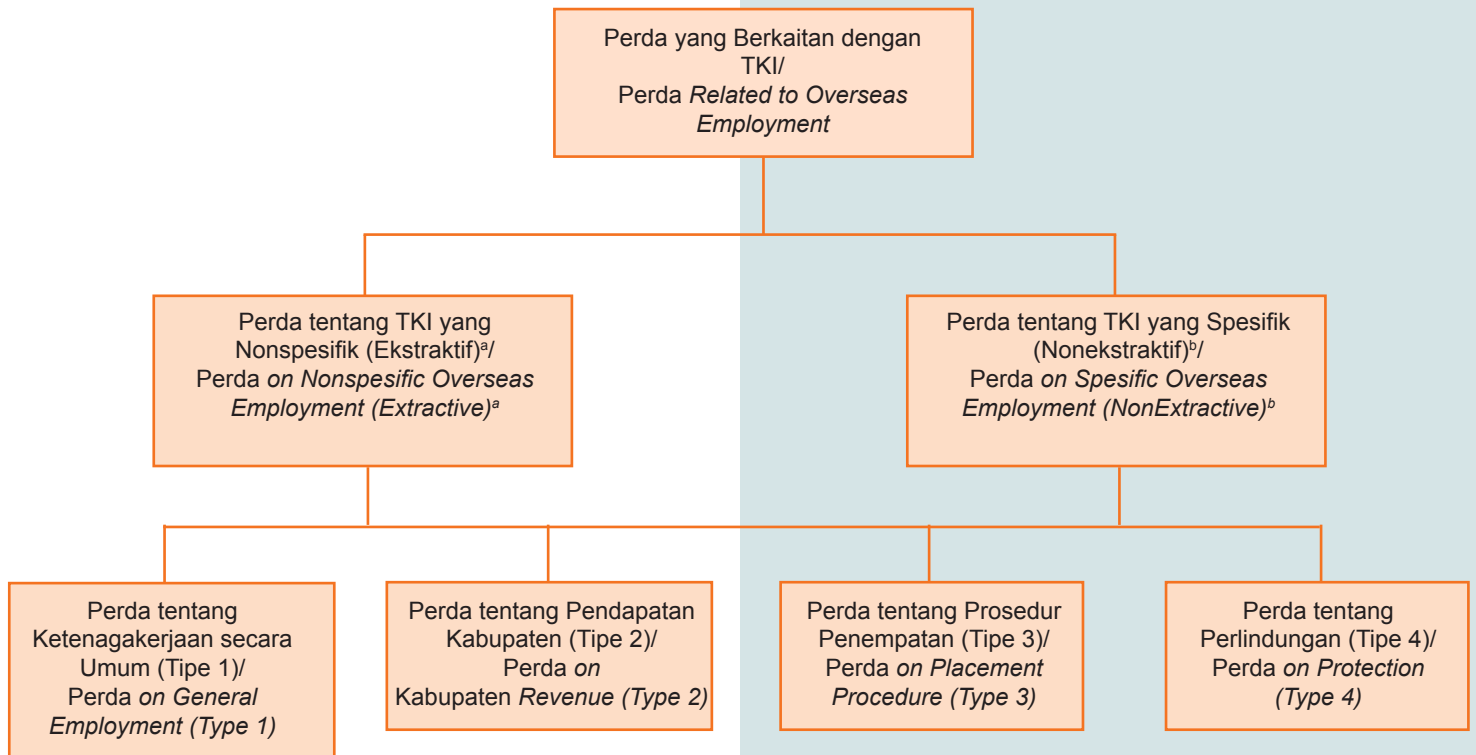 Perda yang Berkaitan dengan
TKI/
Perda Related to Overseas
Employment
Perda tentang TKI yang
Nonspesifik (Ekstraktif)ᵃ/
Perda on Nonspesific Overseas
Employment (Extractive)ᵃ
Perda tentang TKI yang Spesifik
(Nonekstraktif)ᵇ/
Perda on Spesific Overseas
Employment (NonExtractive)ᵇ
Perda tentang
Ketenagakerjaan secara
Umum (Tipe 1)/
Perda on General
Employment (Type 1)
Perda tentang Pendapatan
Kabupaten (Tipe 2)/
Perda on
Kabupaten Revenue (Type 2)
Perda tentang Prosedur
Penempatan (Tipe 3)/
Perda on Placement
Procedure (Type 3)
Perda tentang
Perlindungan (Tipe 4)/
Perda on Protection
(Type 4)